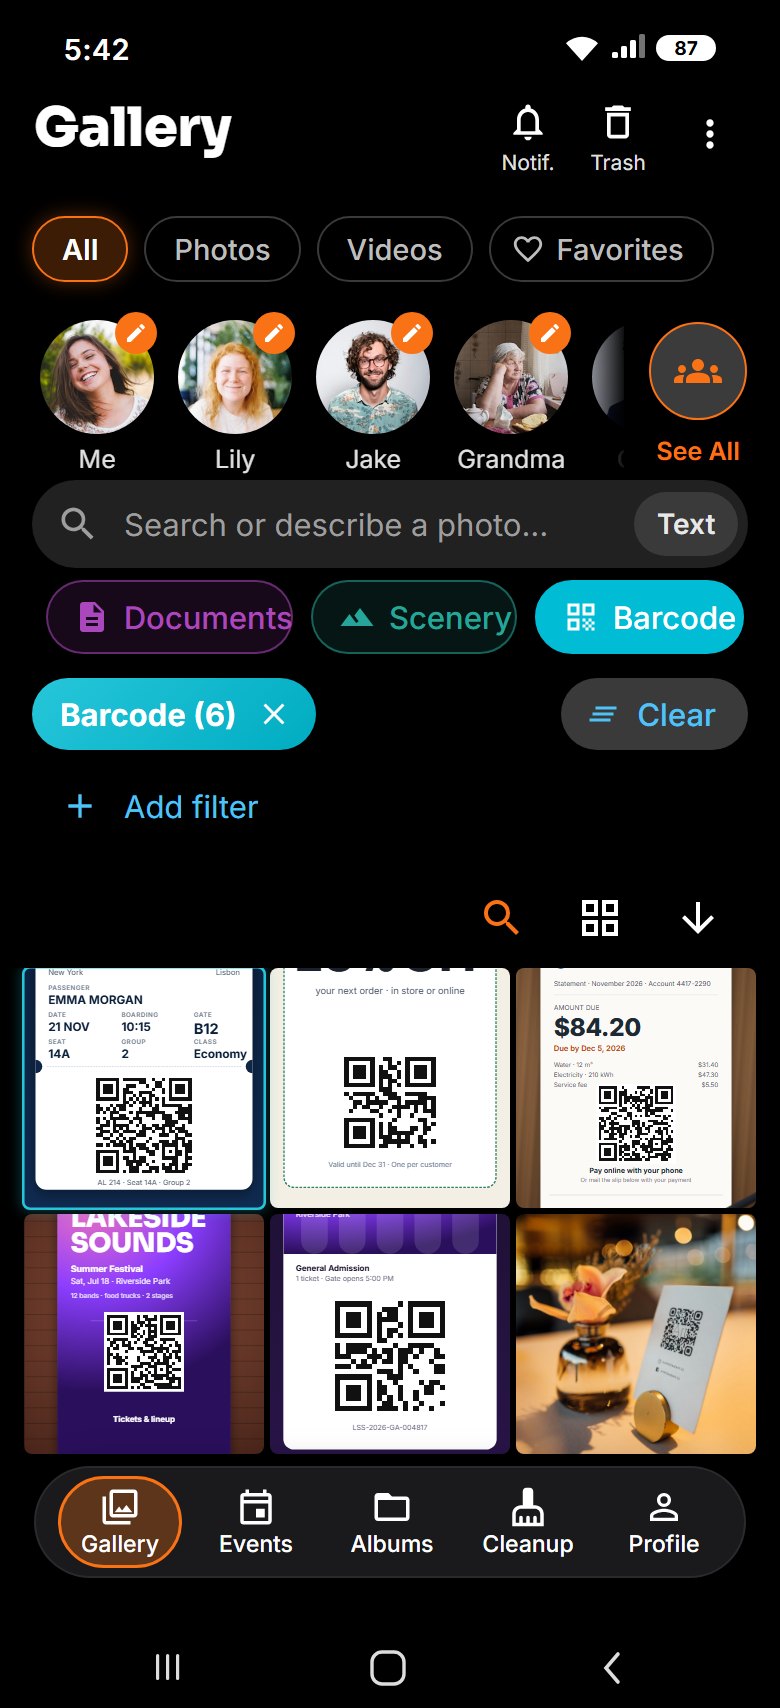 5:42
87
Gallery
Notif.
Trash
All
Photos
Videos
Favorites
Me
Lily
Jake
Grandma
See All
Search or describe a photo...
Text
Documents
Scenery
Barcode
Barcode (6)
Clear
Add filter
New York
Lisbon
PASSENGER
EMMA MORGAN
DATE
BOARDING
GATE
21 NOV
10:15
B12
SEAT
GROUP
CLASS
14A
2
Economy
AL 214 · Seat 14A · Group 2
your next order · in store or online
Valid until Dec 31 · One per customer
Statement · November 2026 · Account 4417-2290
AMOUNT DUE
$84.20
Due by Dec 5, 2026
Water · 12 m³
$31.40
Electricity · 210 kWh
$47.30
Service fee
$5.50
Pay online with your phone
Or mail the slip below with your payment
LAKESIDE
SOUNDS
Summer Festival
Sat, Jul 18 · Riverside Park
12 bands · food trucks · 2 stages
Tickets & lineup
Riverside Park
General Admission
1 ticket · Gate opens 5:00 PM
LSS-2026-GA-004817
Gallery
Events
Albums
Cleanup
Profile